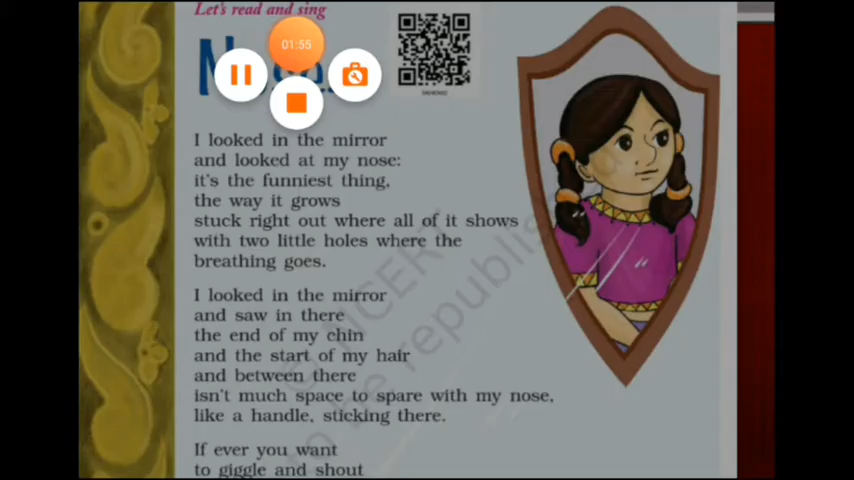 Let's read and sing
01:55
I looked in the mirror
and looked at my nose:
it's the funniest thing,
the way it grows
stuck right out where all of it shows
with two little holes where the
breathing goes.
I looked in the mirror
and saw in there
the end of my chin
and the start of my hair
and between there
isn't much space to spare with my nose,
like a handle, sticking there.
If ever you want
to giggle and shout
© NCERT
to be republis